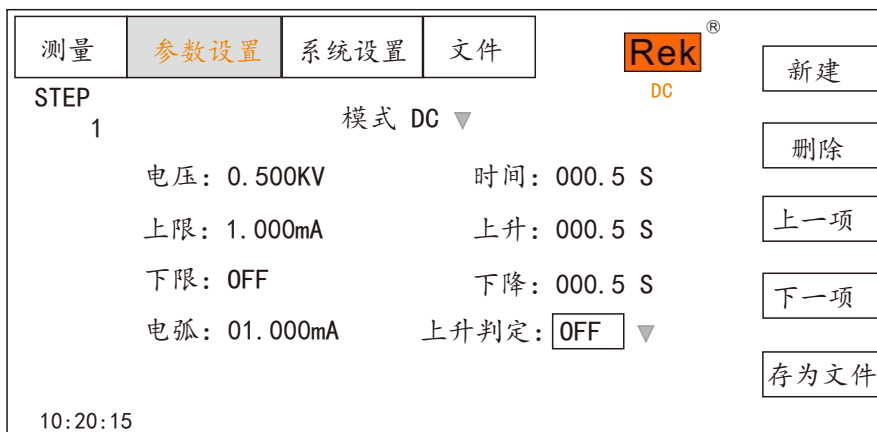 测量 参数设置 系统设置 文件 Rek®
DC
新建
STEP
1
模式 DC ▼
删除
电压: 0.500KV 时间: 000.5 S
上限: 1.000mA 上升: 000.5 S
上一项
下限: OFF 下降: 000.5 S
下一项
电弧: 01.000mA 上升判定: OFF ▼
存为文件
10:20:15